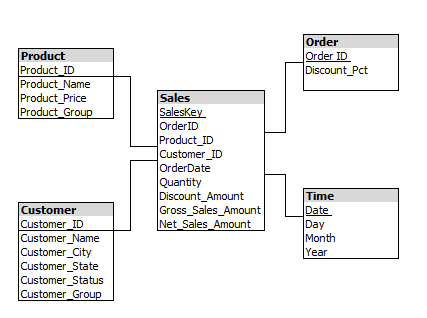 Product
Product_ID
Product_Name
Product_Price
Product_Group
Customer
Customer_ID
Customer_Name
Customer_City
Customer_State
Customer_Status
Customer_Group
Sales
SalesKey
OrderID
Product_ID
Customer_ID
OrderDate
Quantity
Discount_Amount
Gross_Sales_Amount
Net_Sales_Amount
Order
Order ID
Discount_Pct
Time
Date
Day
Month
Year